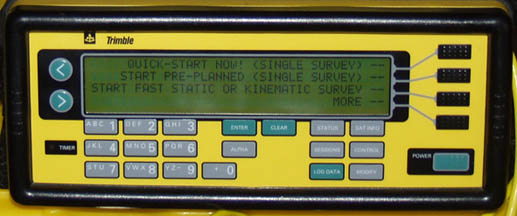 Trimble
QUICK-START NOW! (SINGLE SURVEY) --
START PRE-PLANNED (SINGLE SURVEY) --
START FAST STATIC OR KINEMATIC SURVEY
MORE --
ABC 1 DEF 2 GHI 3 ENTER CLEAR STATUS SAT INFO
TIMER JKL 4 MNO 5 PQR 6 ALPHA SESSIONS CONTROL POWER
STU 7 VWX 8 YZ- 9 0 LOG DATA MODIFY